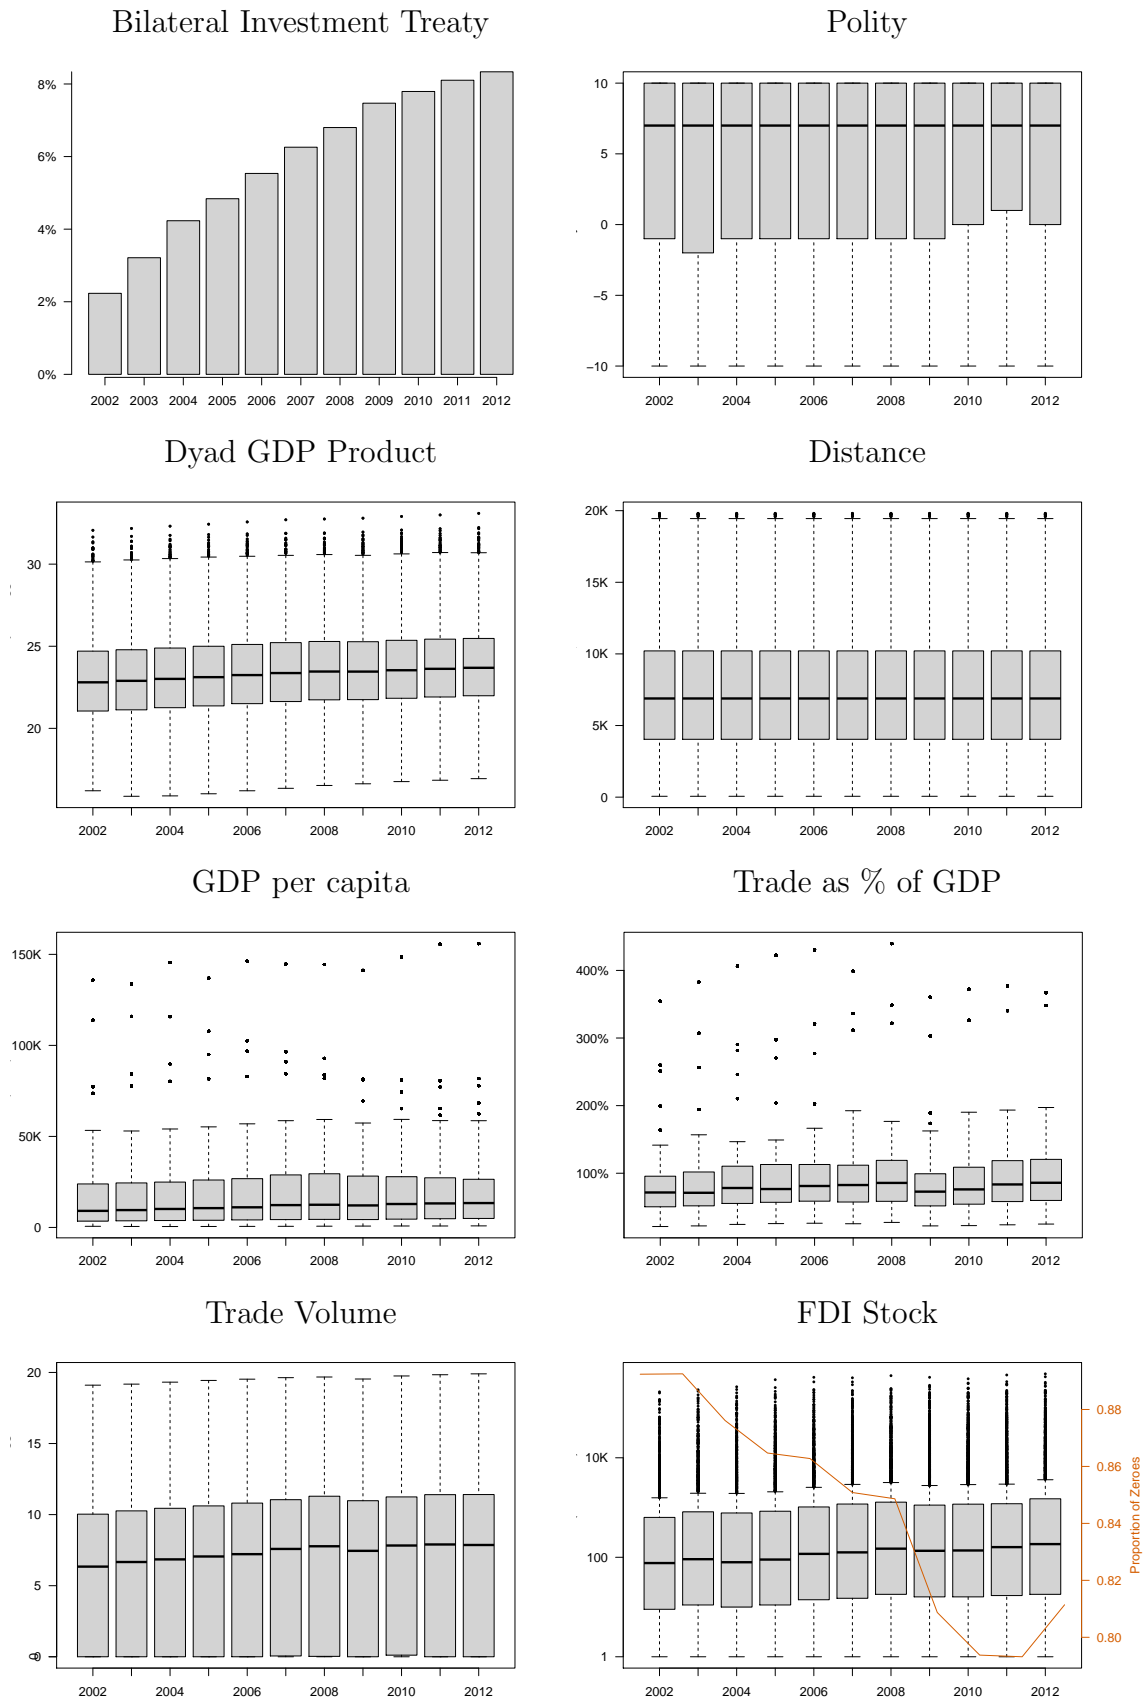 Bilateral Investment Treaty
8%
6%
4%
2%
0%
2002 2003 2004 2005 2006 2007 2008 2009 2010 2011 2012
Polity
10
5
0
−5
−10
2002 2004 2006 2008 2010 2012
Dyad GDP Product
30
25
20
2002 2004 2006 2008 2010 2012
Distance
20K
15K
10K
5K
0
2002 2004 2006 2008 2010 2012
GDP per capita
150K
100K
50K
0
2002 2004 2006 2008 2010 2012
Trade as % of GDP
400%
300%
200%
100%
2002 2004 2006 2008 2010 2012
Trade Volume
20
15
10
5
0
2002 2004 2006 2008 2010 2012
FDI Stock
10K
100
1
2002 2004 2006 2008 2010 2012
0.88
0.86
0.84
0.82
0.80
Proportion of Zeroes